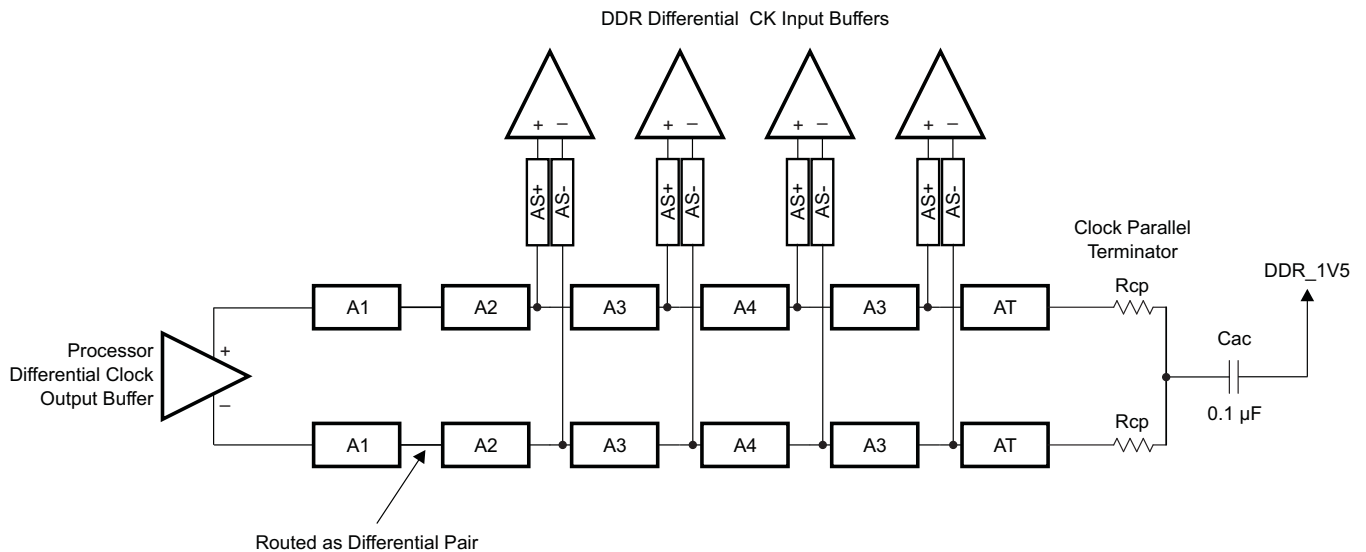 DDR Differential CK Input Buffers
+ –
+ –
+ –
+ –
AS+
AS-
AS+
AS-
AS+
AS-
AS+
AS-
Clock Parallel
Terminator
DDR_1V5
A1
A2
A3
A4
A3
AT
Rcp
Processor
Differential Clock
Output Buffer
+
–
Cac
0.1 µF
A1
A2
A3
A4
A3
AT
Rcp
Routed as Differential Pair